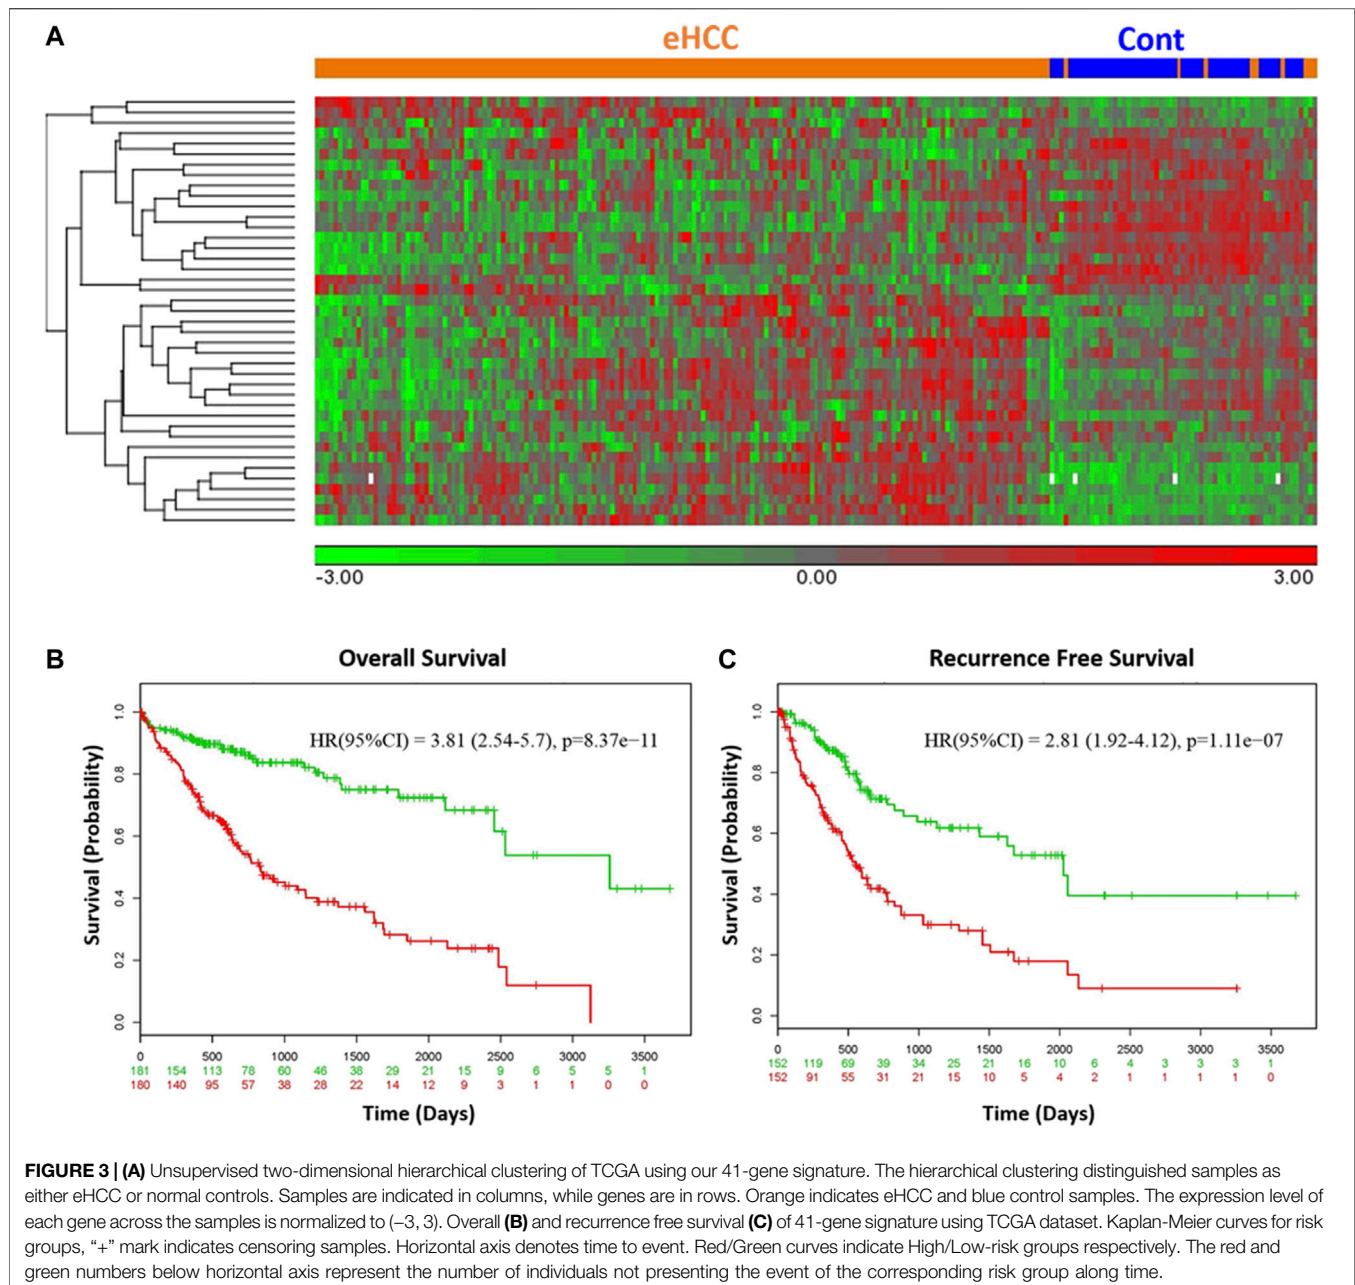 A
eHCC
Cont
-3.00
0.00
3.00
B
Overall Survival
HR(95%CI) = 3.81 (2.54-5.7), p=8.37e−11
Survival (Probability)
1.0
0.8
0.6
0.4
0.2
0.0
0 500 1000 1500 2000 2500 3000 3500
181 154 113 78 60 46 38 29 21 15 9 6 5 5 1
180 140 95 57 38 28 22 14 12 9 3 1 1 0 0
Time (Days)
C
Recurrence Free Survival
HR(95%CI) = 2.81 (1.92-4.12), p=1.11e−07
Survival (Probability)
1.0
0.8
0.6
0.4
0.2
0.0
0 500 1000 1500 2000 2500 3000 3500
152 119 69 39 34 25 21 16 10 6 4 3 3 3 1
152 91 55 31 21 15 10 5 4 2 1 1 1 1 0
Time (Days)
FIGURE 3 | (A) Unsupervised two-dimensional hierarchical clustering of TCGA using our 41-gene signature. The hierarchical clustering distinguished samples as
either eHCC or normal controls. Samples are indicated in columns, while genes are in rows. Orange indicates eHCC and blue control samples. The expression level of
each gene across the samples is normalized to (−3, 3). Overall (B) and recurrence free survival (C) of 41-gene signature using TCGA dataset. Kaplan-Meier curves for risk
groups, “+” mark indicates censoring samples. Horizontal axis denotes time to event. Red/Green curves indicate High/Low-risk groups respectively. The red and
green numbers below horizontal axis represent the number of individuals not presenting the event of the corresponding risk group along time.